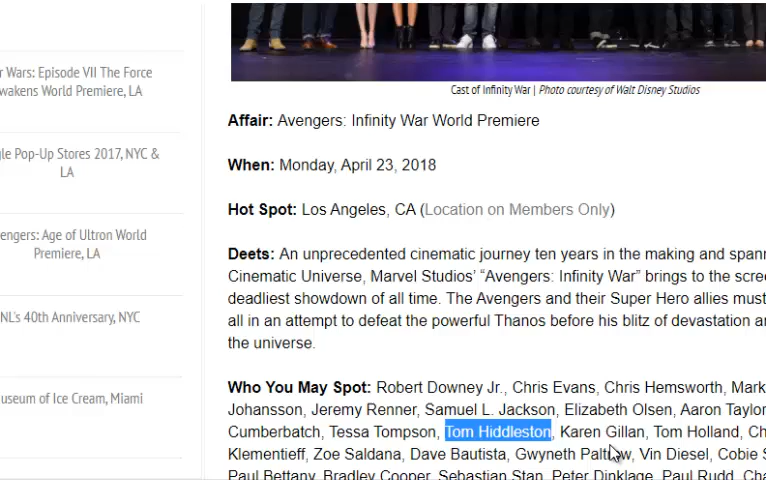 r Wars: Episode VII The Force
wakens World Premiere, LA
gle Pop-Up Stores 2017, NYC &
LA
engers: Age of Ultron World
Premiere, LA
NL's 40th Anniversary, NYC
useum of Ice Cream, Miami
Cast of Infinity War | Photo courtesy of Walt Disney Studios
Affair: Avengers: Infinity War World Premiere
When: Monday, April 23, 2018
Hot Spot: Los Angeles, CA (Location on Members Only)
Deets: An unprecedented cinematic journey ten years in the making and spann
Cinematic Universe, Marvel Studios' “Avengers: Infinity War” brings to the scre
deadliest showdown of all time. The Avengers and their Super Hero allies must
all in an attempt to defeat the powerful Thanos before his blitz of devastation a
the universe.
Who You May Spot: Robert Downey Jr., Chris Evans, Chris Hemsworth, Mark
Johansson, Jeremy Renner, Samuel L. Jackson, Elizabeth Olsen, Aaron Taylor
Cumberbatch, Tessa Tompson, Tom Hiddleston, Karen Gillan, Tom Holland, Ch
Klementieff, Zoe Saldana, Dave Bautista, Gwyneth Paltrow, Vin Diesel, Cobie S
Paul Bettany, Bradley Cooper, Sebastian Stan, Peter Dinklage, Paul Rudd, Cha